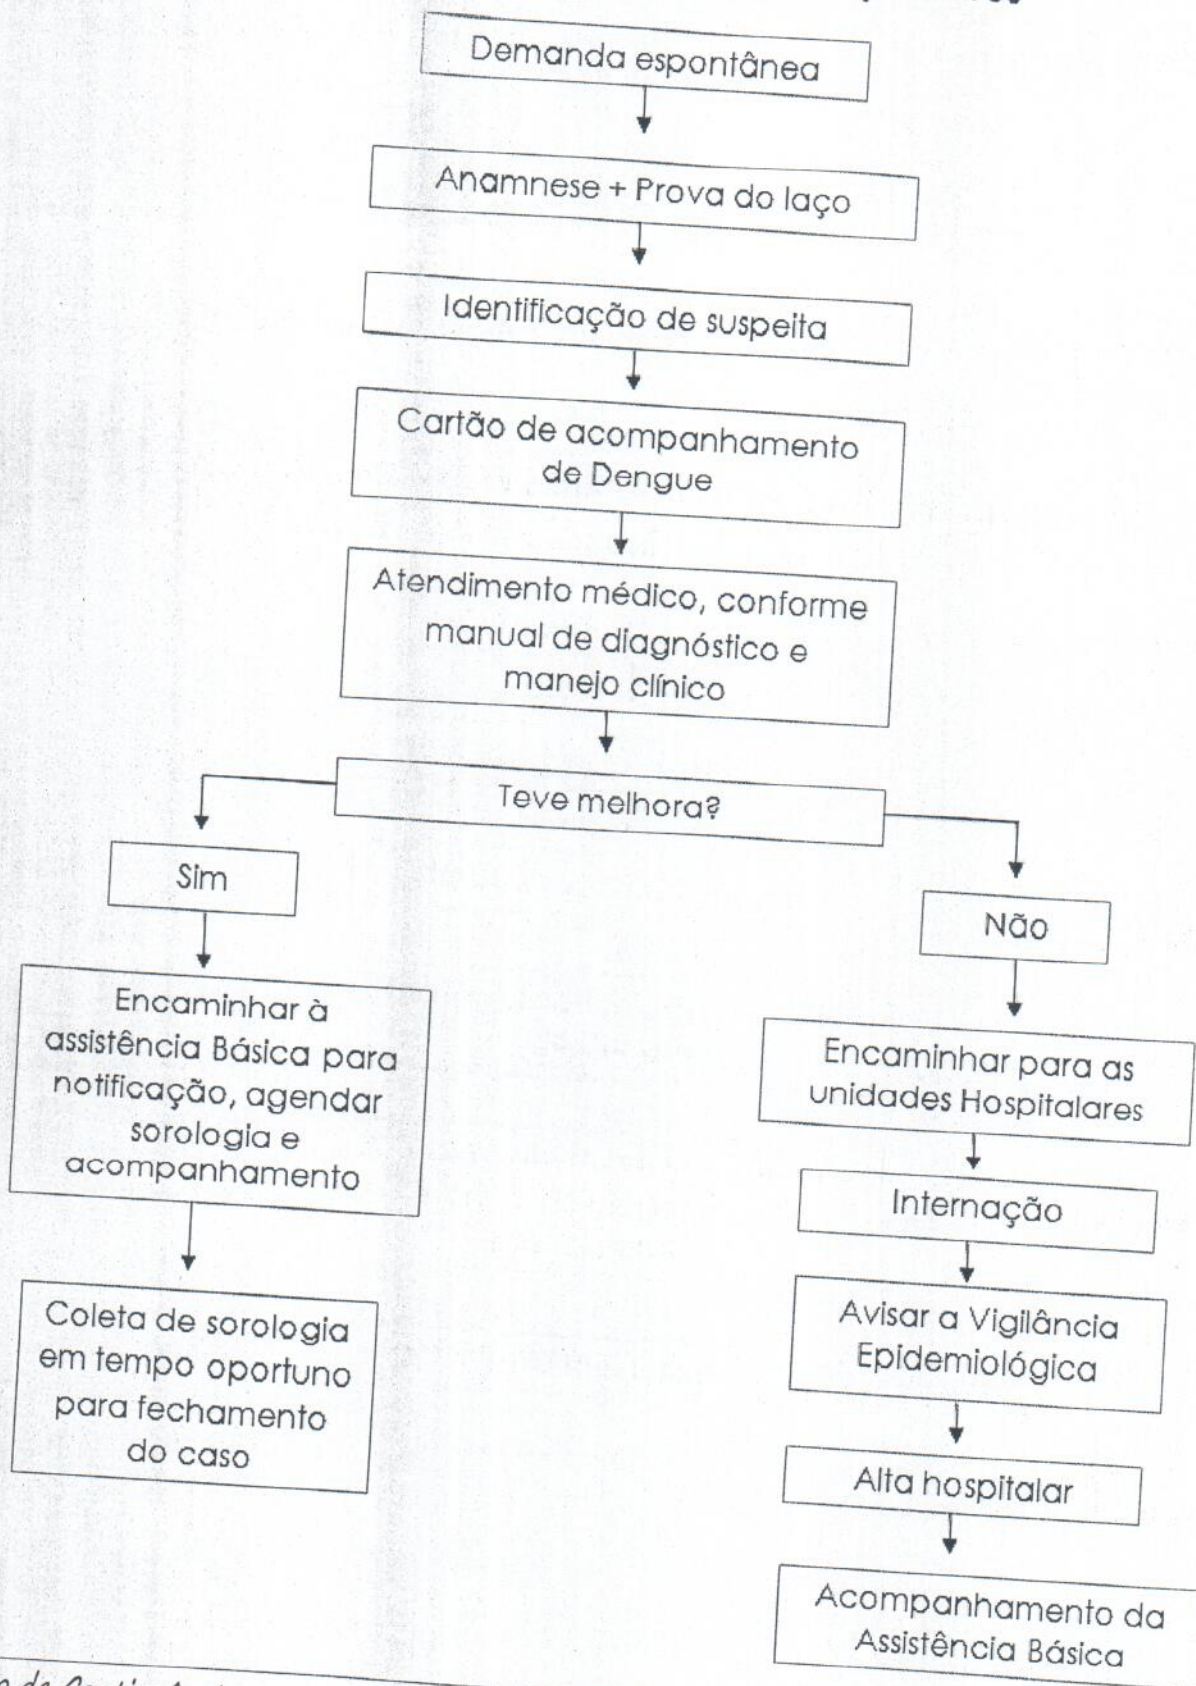 Demanda espontânea
Anamnese + Prova do laço
Identificação de suspeita
Cartão de acompanhamento
de Dengue
Atendimento médico, conforme
manual de diagnóstico e
manejo clínico
Teve melhora?
Sim
Encaminhar à
assistência Básica para
notificação, agendar
sorologia e
acompanhamento
Coleta de sorologia
em tempo oportuno
para fechamento
do caso
Não
Encaminhar para as
unidades Hospitalares
Internação
Avisar a Vigilância
Epidemiológica
Alta hospitalar
Acompanhamento da
Assistência Básica